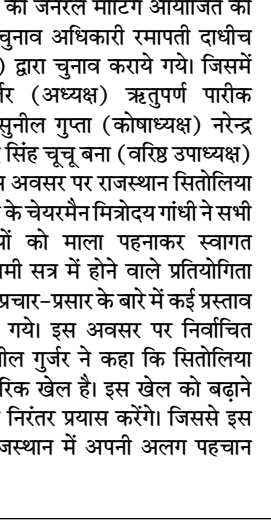 की जनरल मीटिंग आयोजित की
चुनाव अधिकारी रमापती दाधीच
) द्वारा चुनाव कराये गये। जिसमें
र्जर (अध्यक्ष) ऋतुपर्ण पारीक
सुनील गुप्ता (कोषाध्यक्ष) नरेन्द्र
सिंह चूचू बना (वरिष्ठ उपाध्यक्ष)
अवसर पर राजस्थान सितोलिया
के चेयरमैन मित्रोदय गांधी ने सभी
यों को माला पहनाकर स्वागत
मी सत्र में होने वाले प्रतियोगिता
प्रचार-प्रसार के बारे में कई प्रस्ताव
गये। इस अवसर पर निर्वाचित
नील गुर्जर ने कहा कि सितोलिया
रिक खेल है। इस खेल को बढ़ाने
निरंतर प्रयास करेंगे। जिससे इस
जस्थान में अपनी अलग पहचान